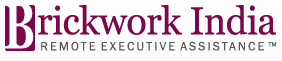 Brickwork India
REMOTE EXECUTIVE ASSISTANCE™